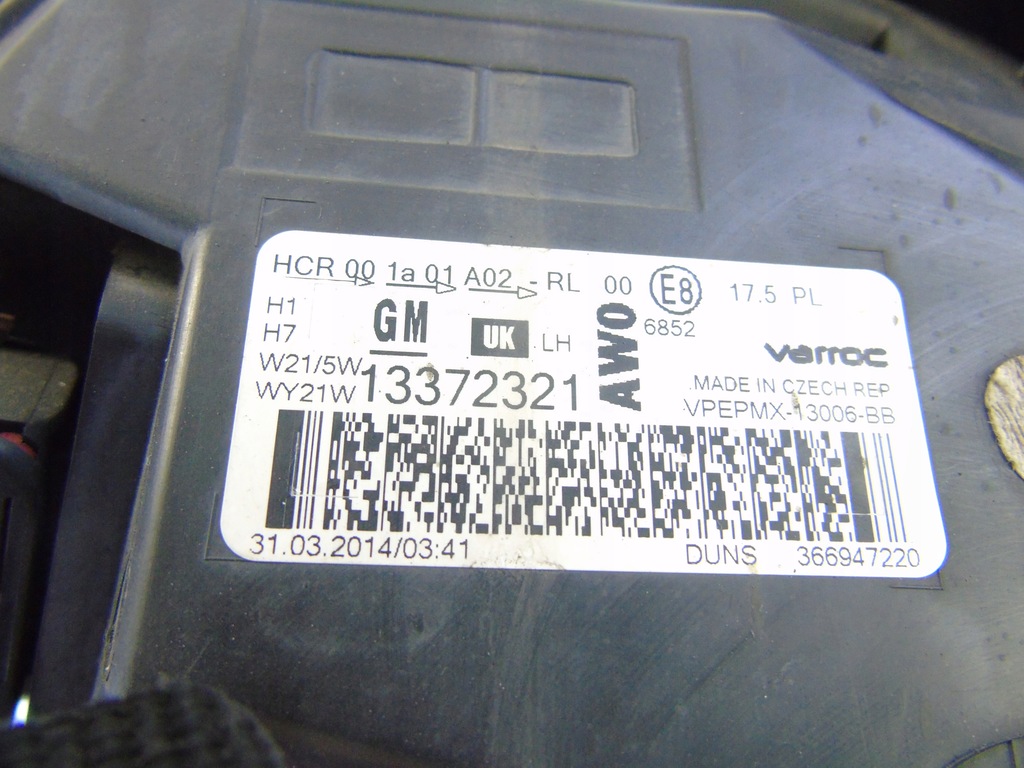 HCR 00 1a 01 A02 - RL 00 E8 17.5 PL
6852
H1
H7
W21/5W
WY21W
GM UK LH
13372321
AWO
varroc
MADE IN CZECH REP
VPEPMX-13006-BB
31.03.2014/03:41 DUNS 366947220